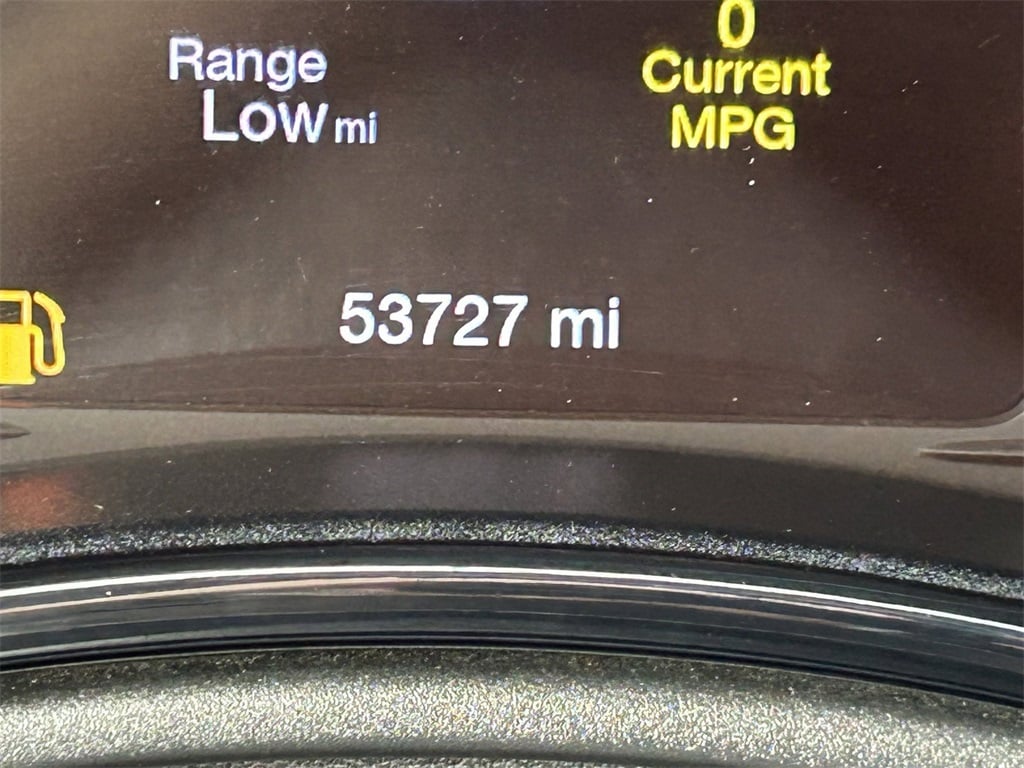 0
Range
Current
Low mi
MPG
53727 mi